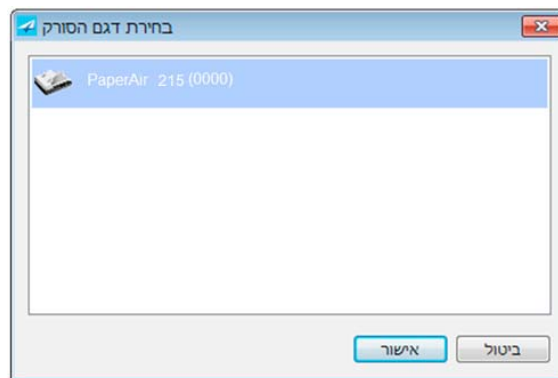 בחירת דגם הסורק
PaperAir 215 (0000)
אישור
ביטול